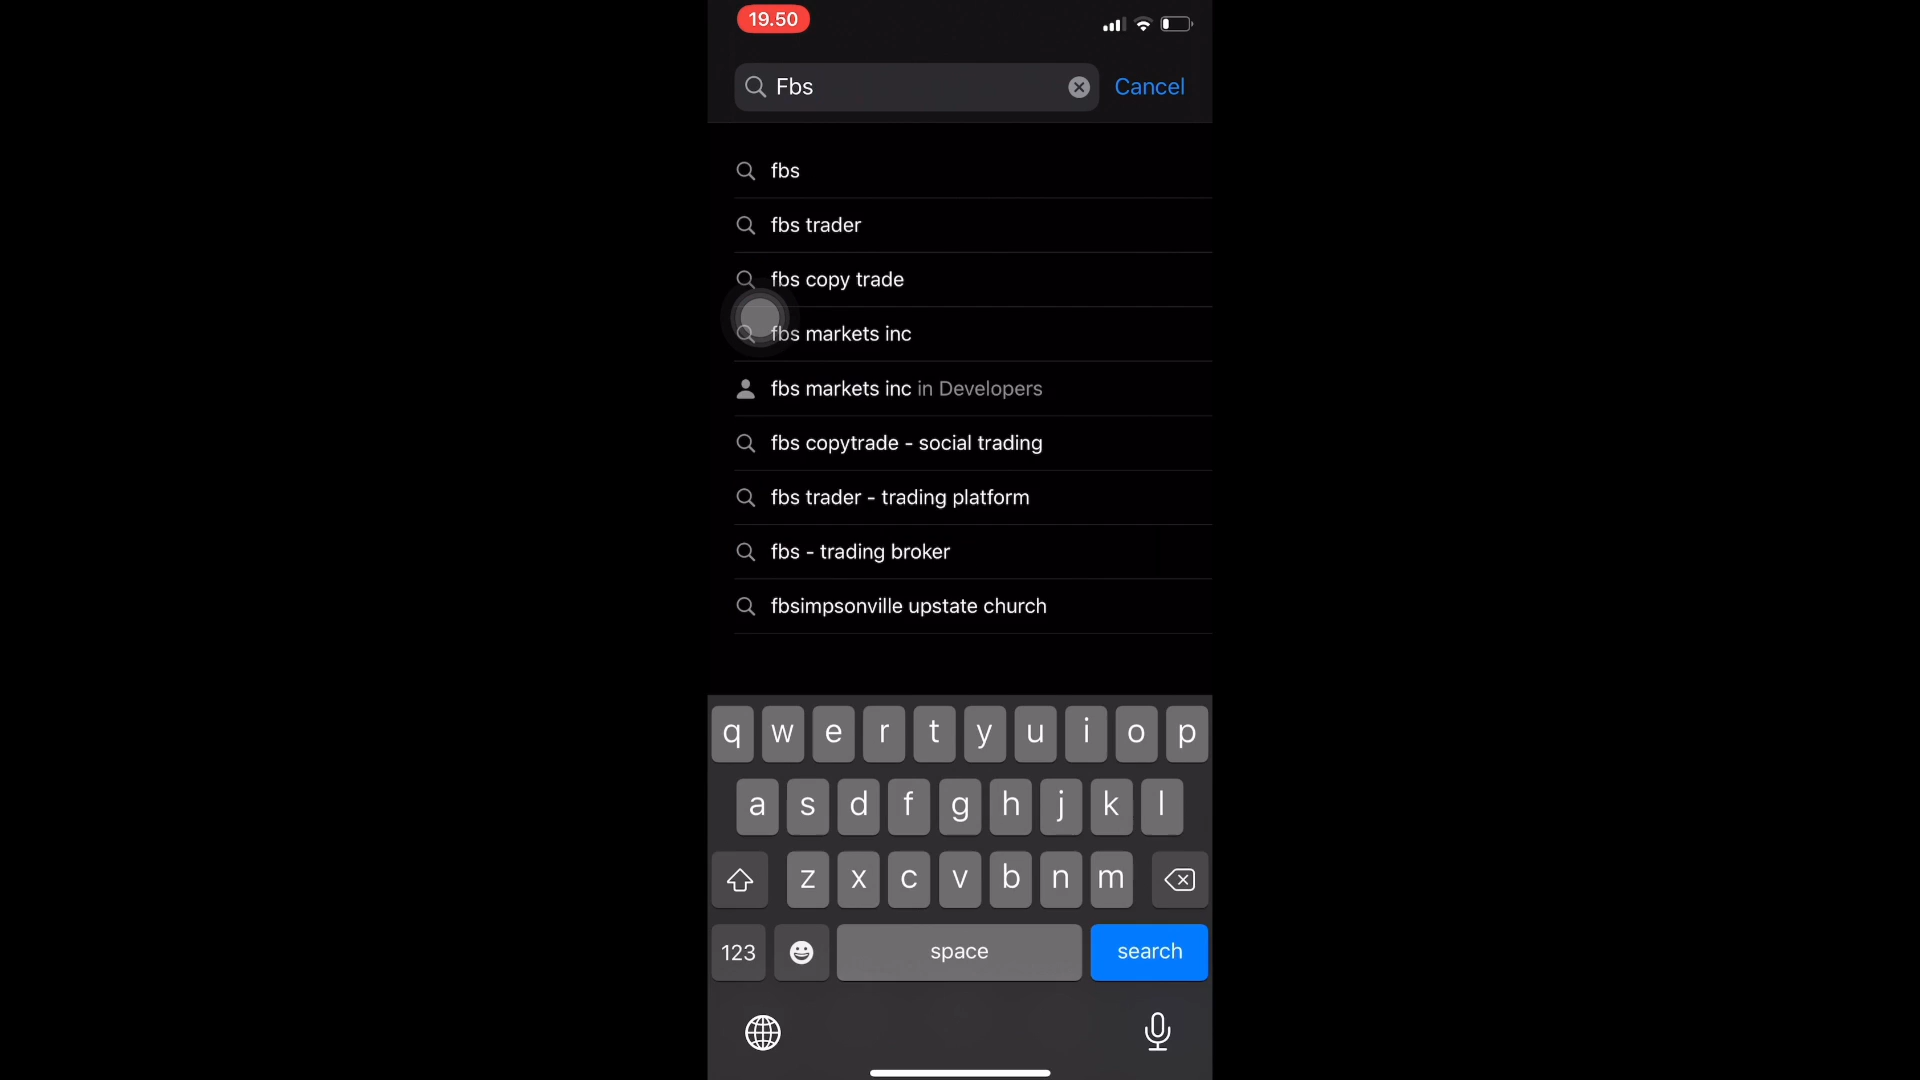 19.50
Fbs
Cancel
fbs
fbs trader
fbs copy trade
fbs markets inc
fbs markets inc in Developers
fbs copytrade - social trading
fbs trader - trading platform
fbs - trading broker
fbsimpsonville upstate church
q w e r t y u i o p
a s d f g h j k l
z x c v b n m
123 space search